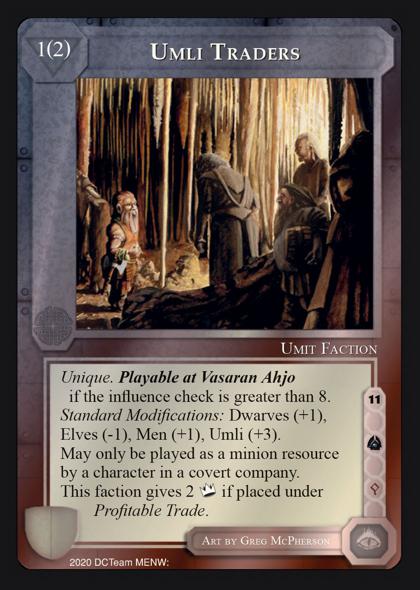 1(2)
Umli Traders
Umit Faction
Unique. Playable at Vasaran Ahjo
if the influence check is greater than 8.
Standard Modifications: Dwarves (+1),
Elves (-1), Men (+1), Umli (+3).
May only be played as a minion resource
by a character in a covert company.
This faction gives 2 if placed under
Profitable Trade.
11
Art by Greg McPherson
2020 DCTeam MENW: